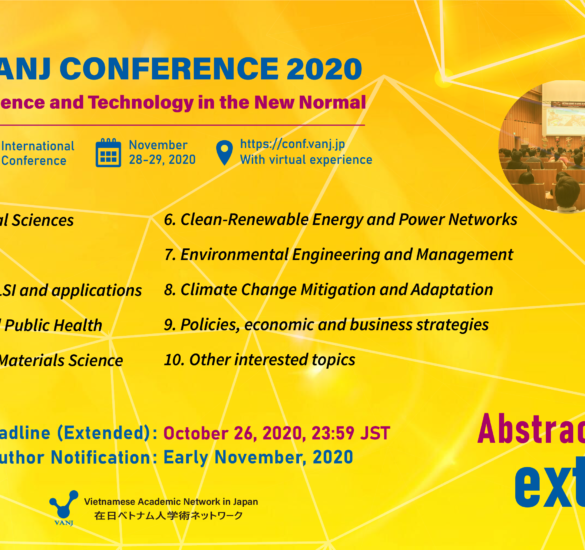 ANJ CONFERENCE 2020
ence and Technology in the New Normal
International
Conference
November
28-29, 2020
https://conf.vanj.jp
With virtual experience
al Sciences
LSI and applications
Public Health
Materials Science
6. Clean-Renewable Energy and Power Networks
7. Environmental Engineering and Management
8. Climate Change Mitigation and Adaptation
9. Policies, economic and business strategies
10. Other interested topics
adline (Extended): October 26, 2020, 23:59 JST
uthor Notification: Early November, 2020
Abstrac
ext
VANJ
Vietnamese Academic Network in Japan
在日ベトナム人学術ネットワーク